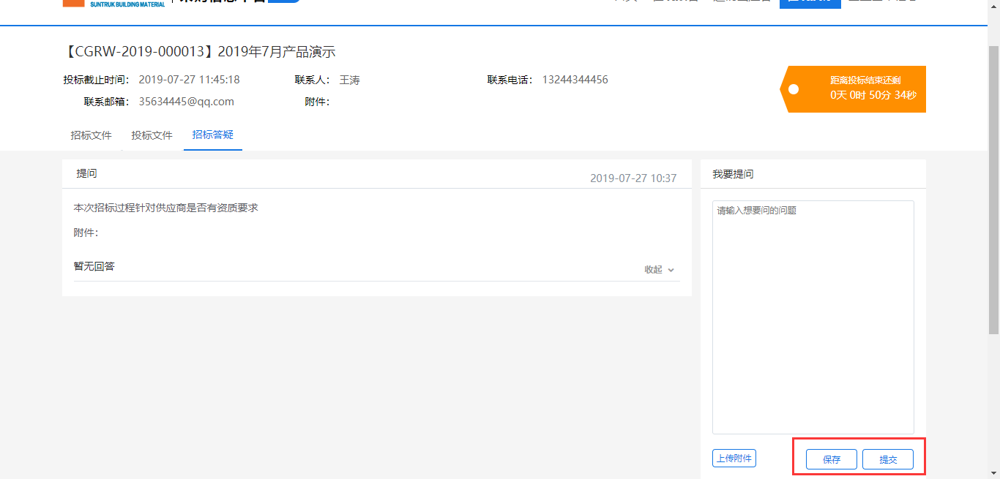 SUNTRUK BUILDING MATERIAL
【CGRW-2019-000013】2019年7月产品演示
投标截止时间： 2019-07-27 11:45:18 联系人： 王涛 联系电话： 13244344456
联系邮箱： 35634445@qq.com 附件：
距离投标结束还剩
0天 0时 50分 34秒
招标文件 投标文件 招标答疑
提问 2019-07-27 10:37
本次招标过程针对供应商是否有资质要求
附件：
暂无回答 收起
我要提问
请输入想要问的问题
上传附件 保存 提交